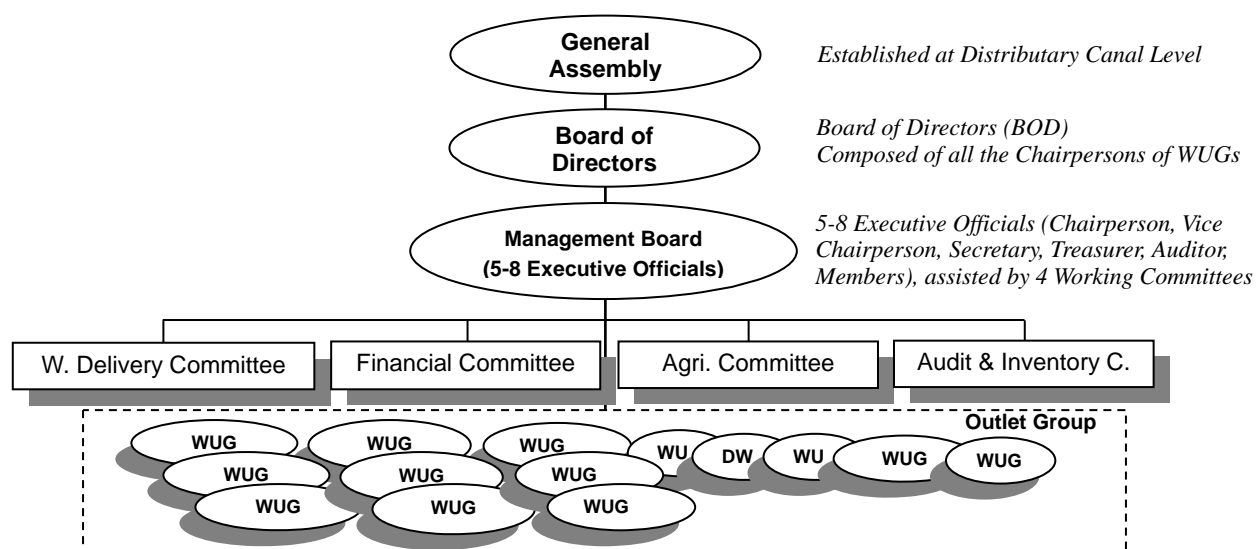 General
Assembly
Established at Distributary Canal Level
Board of
Directors
Board of Directors (BOD)
Composed of all the Chairpersons of WUGs
Management Board
(5-8 Executive Officials)
5-8 Executive Officials (Chairperson, Vice
Chairperson, Secretary, Treasurer, Auditor,
Members), assisted by 4 Working Committees
W. Delivery Committee
Financial Committee
Agri. Committee
Audit & Inventory C.
Outlet Group
WUG
WUG
WUG
WU
DW
WU
WUG
WUG
WUG
WUG
WUG
WUG
WUG
WUG